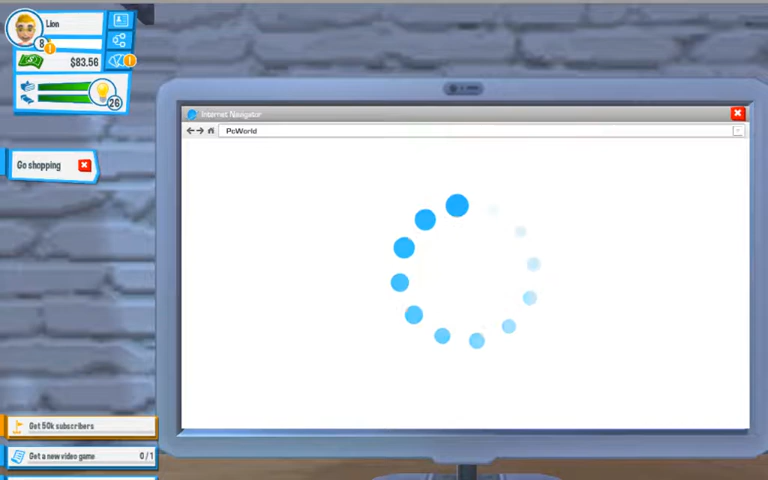 Lion
8
$83.56
26
Internet Navigator
PcWorld
Go shopping
Get 50k subscribers
Get a new video game 0/1